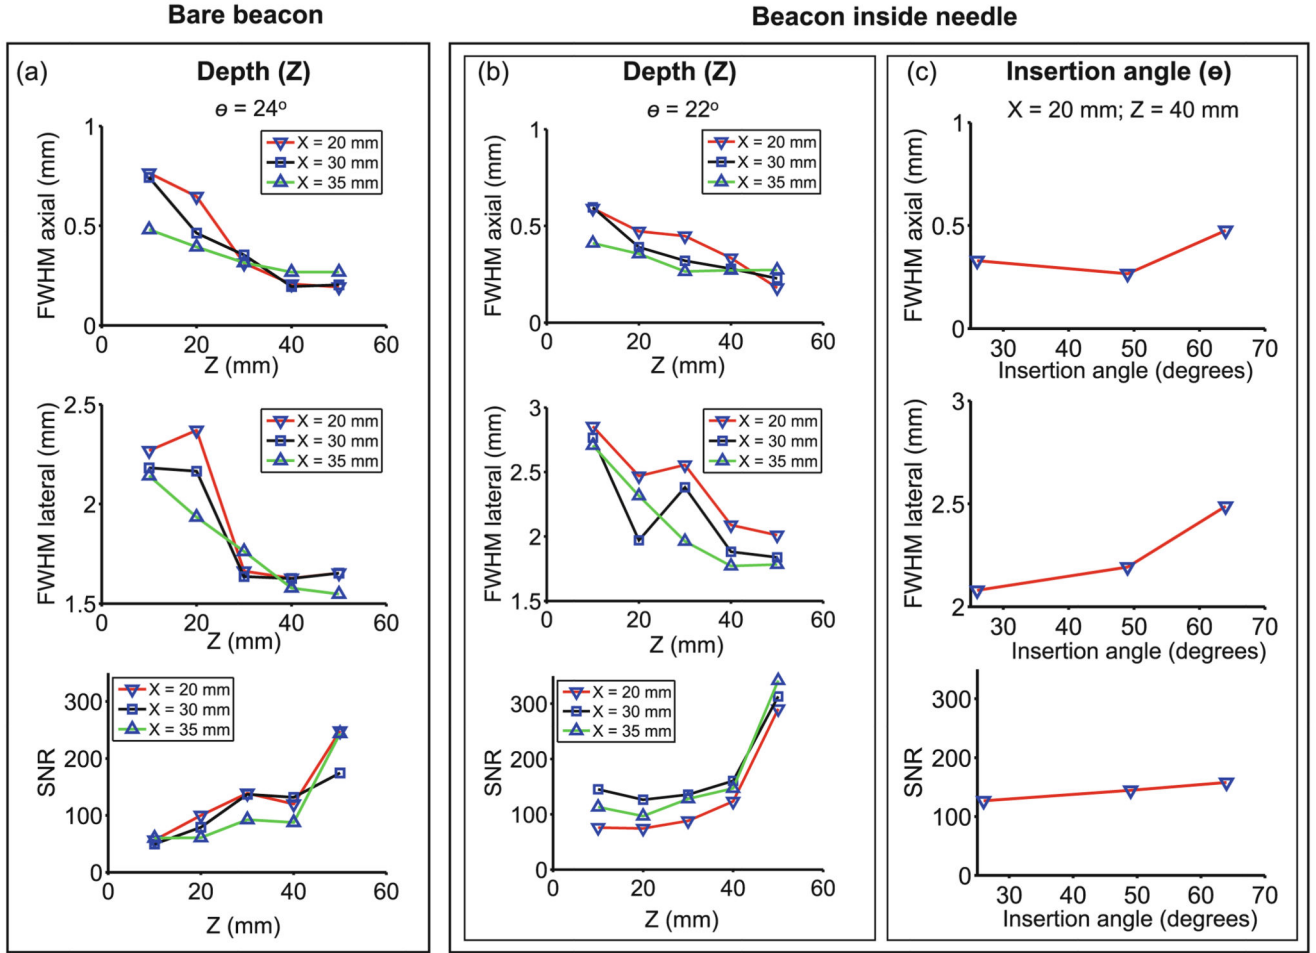 Bare beacon
Beacon inside needle
(a)
Depth (Z)
ɵ = 24º
1
0.5
0
FWHM axial (mm)
X = 20 mm
X = 30 mm
X = 35 mm
0 20 40 60
Z (mm)
2.5
2
1.5
FWHM lateral (mm)
X = 20 mm
X = 30 mm
X = 35 mm
0 20 40 60
Z (mm)
300
200
100
0
SNR
X = 20 mm
X = 30 mm
X = 35 mm
0 20 40 60
Z (mm)
(b)
Depth (Z)
ɵ = 22º
1
0.5
0
FWHM axial (mm)
X = 20 mm
X = 30 mm
X = 35 mm
0 20 40 60
Z (mm)
3
2.5
2
1.5
FWHM lateral (mm)
X = 20 mm
X = 30 mm
X = 35 mm
0 20 40 60
Z (mm)
300
200
100
0
SNR
X = 20 mm
X = 30 mm
X = 35 mm
0 20 40 60
Z (mm)
(c)
Insertion angle (ɵ)
X = 20 mm; Z = 40 mm
1
0.5
0
FWHM axial (mm)
30 40 50 60 70
Insertion angle (degrees)
3
2.5
2
FWHM lateral (mm)
30 40 50 60 70
Insertion angle (degrees)
300
200
100
0
SNR
30 40 50 60 70
Insertion angle (degrees)